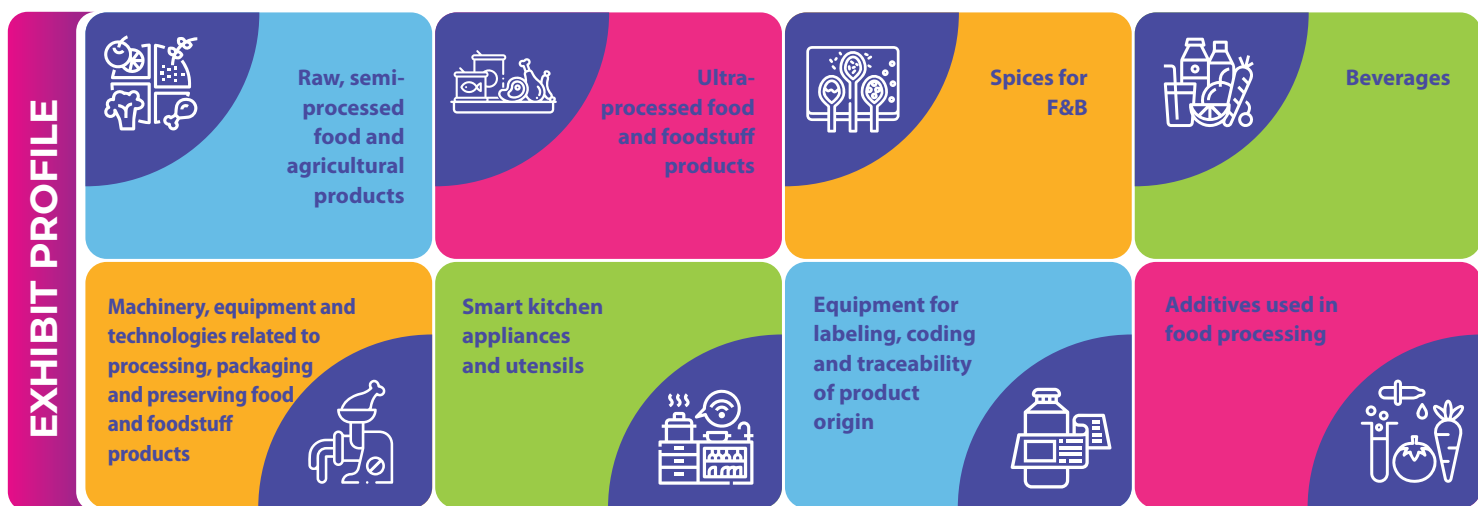 EXHIBIT PROFILE
Raw, semi-
processed
food and
agricultural
products
Ultra-
processed food
and foodstuff
products
Spices for
F&B
Beverages
Machinery, equipment and
technologies related to
processing, packaging
and preserving food
and foodstuff
products
Smart kitchen
appliances
and utensils
Equipment for
labeling, coding
and traceability
of product
origin
Additives used in
food processing